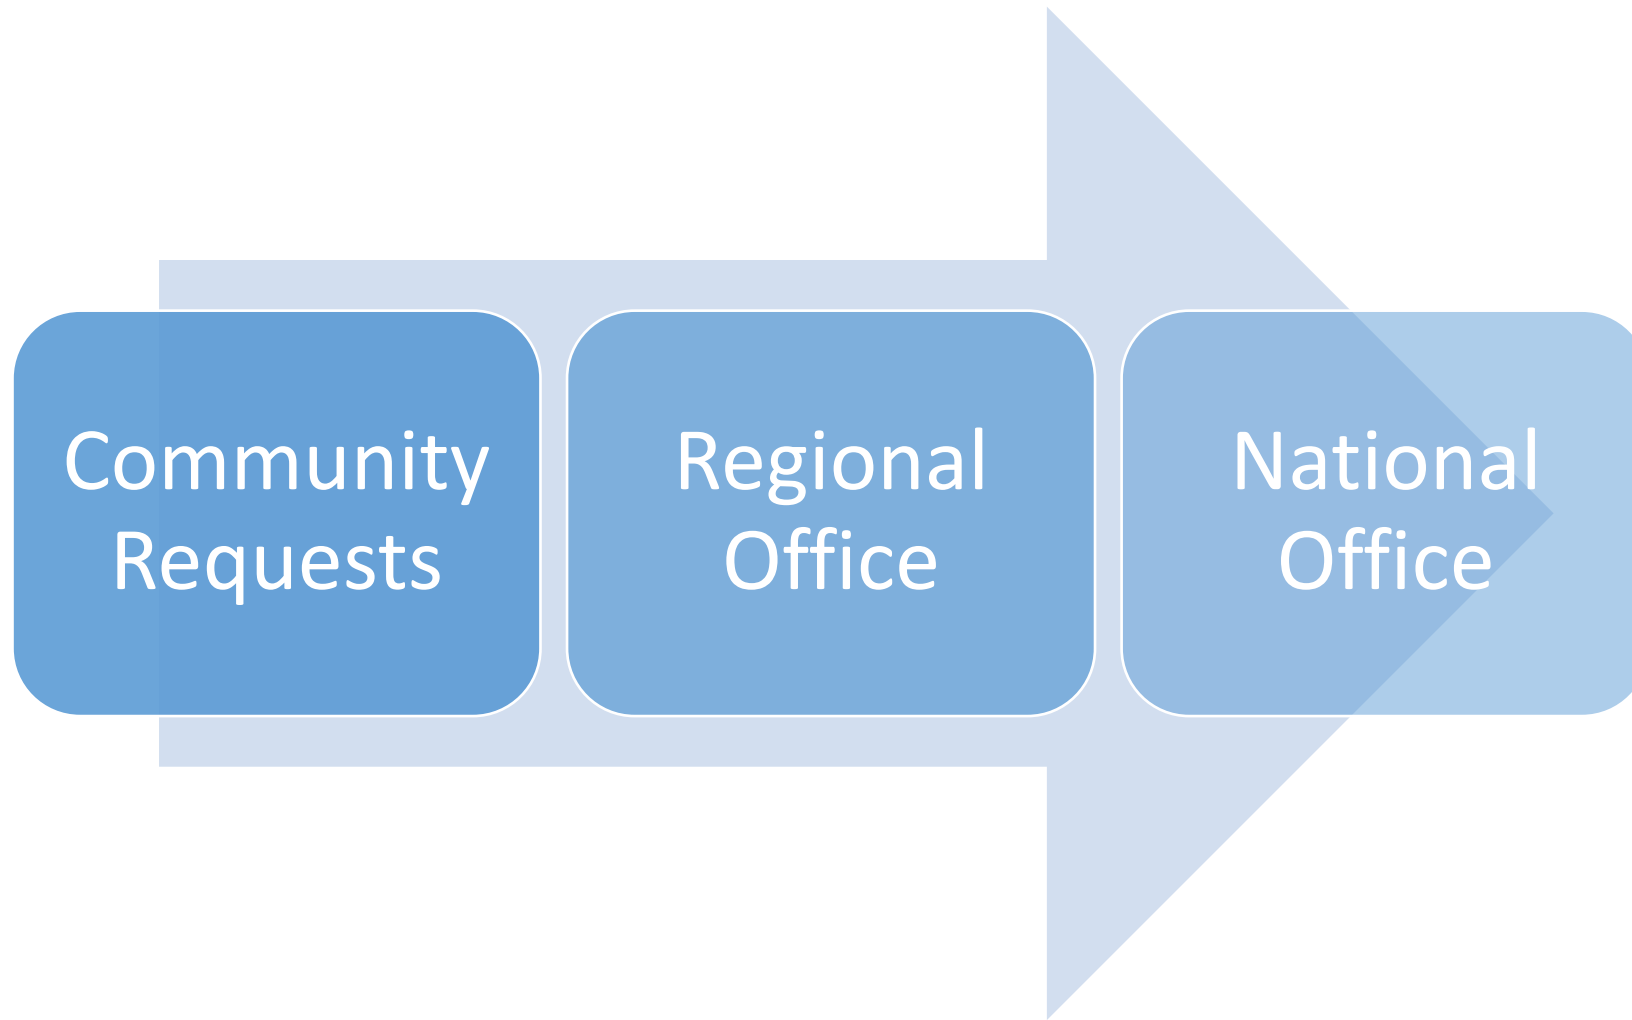 Community
Requests
Regional
Office
National
Office